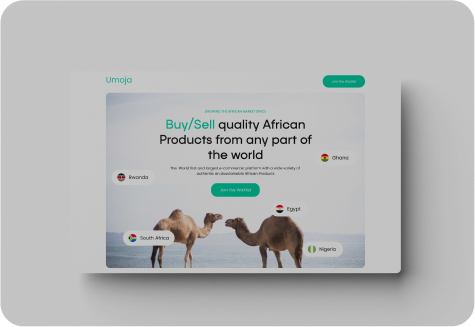 Umoja
Join the Waitlist
Buy/Sell quality African
Products from any part of
the world
The World first and largest e-commerce platform with a wide variety of
authentic and sustainable African Products
Join the Waitlist
Ghana
Rwanda
Egypt
South Africa
Nigeria